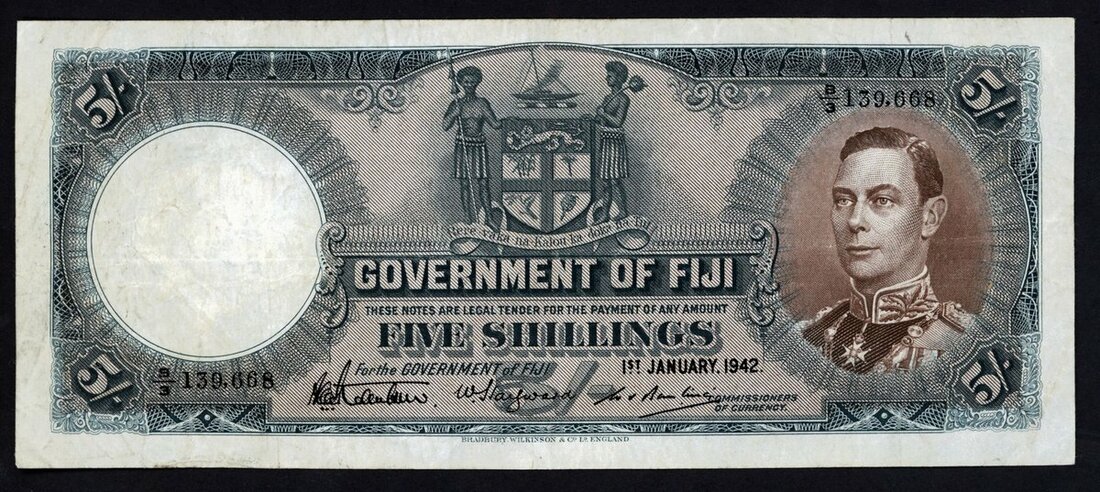 5/-
5/-
B/3 139,668
Rere vaka na Kalou ka doka na Tui
GOVERNMENT OF FIJI
THESE NOTES ARE LEGAL TENDER FOR THE PAYMENT OF ANY AMOUNT
FIVE SHILLINGS
For the GOVERNMENT of FIJI
1ST JANUARY, 1942.
B/3 139,668
5/-
COMMISSIONERS
OF CURRENCY.
5/-
5/-
BRADBURY, WILKINSON & Co Ld. ENGLAND